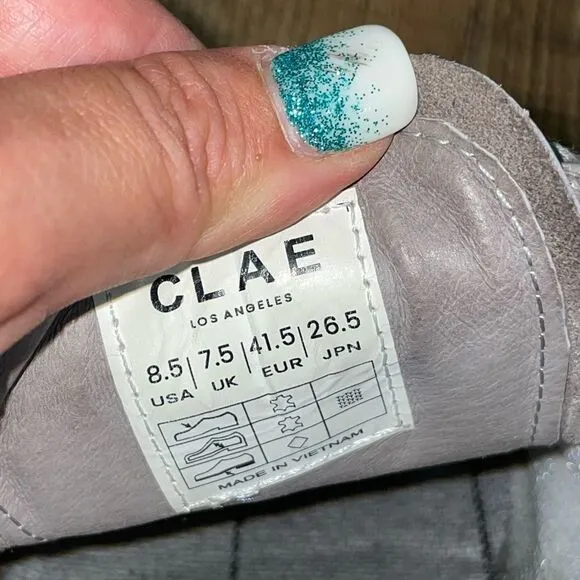 CLAE
LOS ANGELES
8.5 | 7.5 | 41.5 | 26.5
USA UK EUR JPN
MADE IN VIETNAM